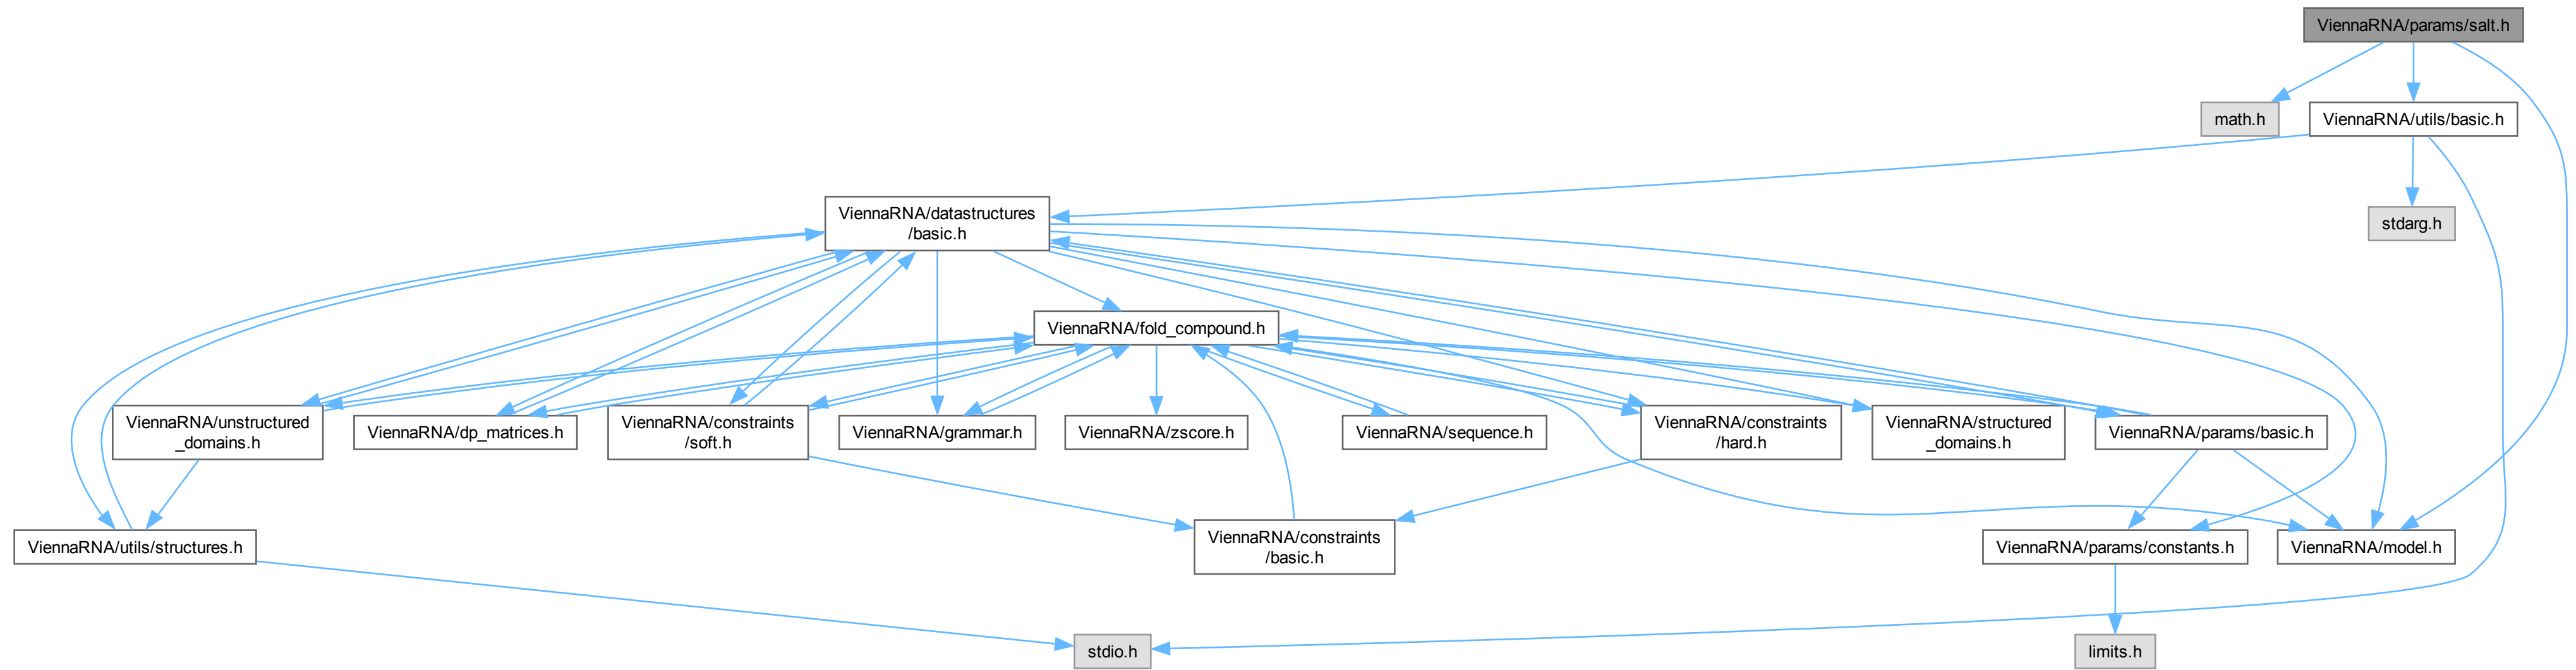 ViennaRNA/params/salt.h
math.h
ViennaRNA/utils/basic.h
ViennaRNA/datastructures
/basic.h
stdarg.h
ViennaRNA/fold_compound.h
ViennaRNA/unstructured
_domains.h
ViennaRNA/dp_matrices.h
ViennaRNA/constraints
/soft.h
ViennaRNA/grammar.h
ViennaRNA/zscore.h
ViennaRNA/sequence.h
ViennaRNA/constraints
/hard.h
ViennaRNA/structured
_domains.h
ViennaRNA/params/basic.h
ViennaRNA/utils/structures.h
ViennaRNA/constraints
/basic.h
ViennaRNA/params/constants.h
ViennaRNA/model.h
stdio.h
limits.h